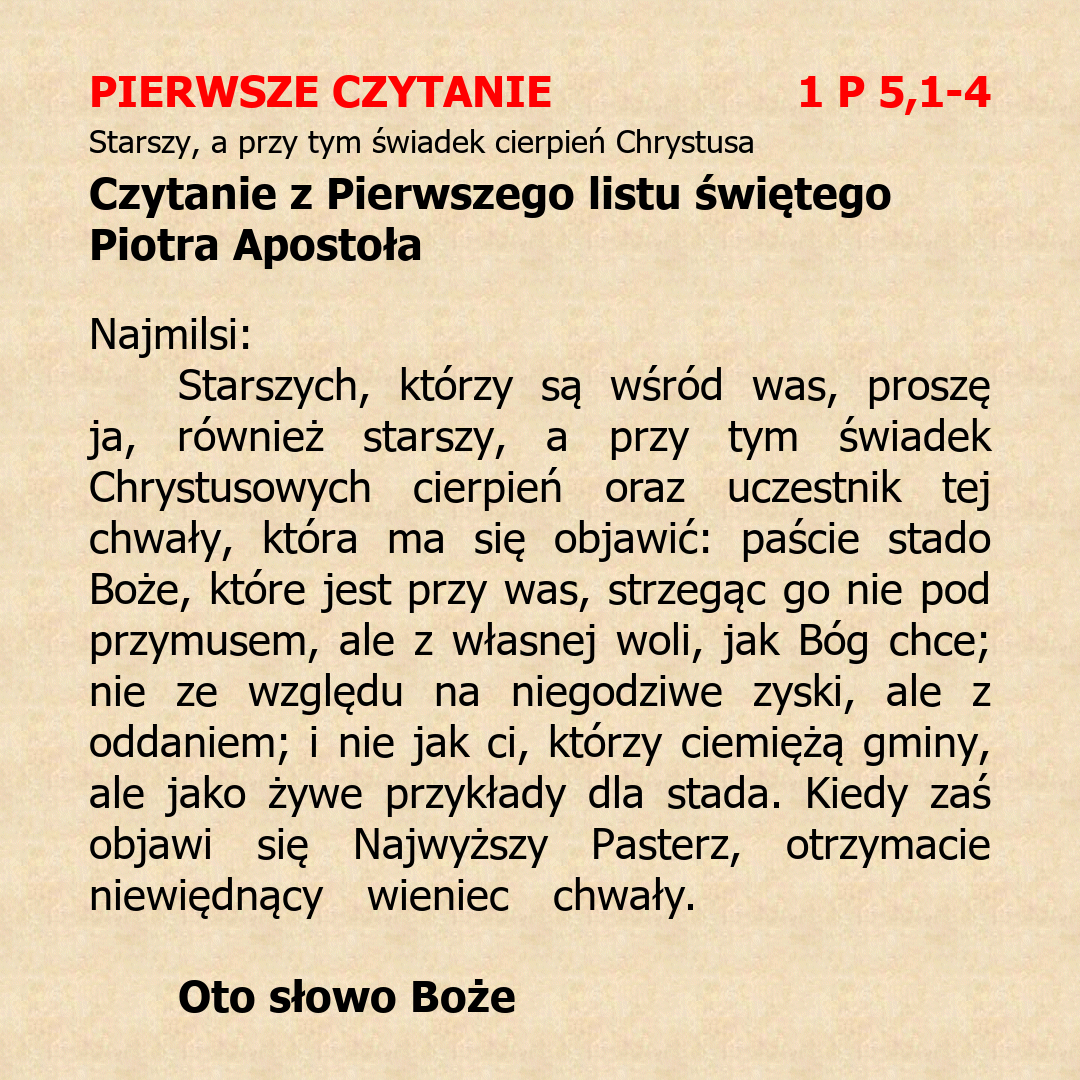 PIERWSZE CZYTANIE 1 P 5,1-4
Starszy, a przy tym świadek cierpień Chrystusa
Czytanie z Pierwszego listu świętego
Piotra Apostoła
Najmilsi:
Starszych, którzy są wśród was, proszę
ja, również starszy, a przy tym świadek
Chrystusowych cierpień oraz uczestnik tej
chwały, która ma się objawić: paście stado
Boże, które jest przy was, strzegąc go nie pod
przymusem, ale z własnej woli, jak Bóg chce;
nie ze względu na niegodziwe zyski, ale z
oddaniem; i nie jak ci, którzy ciemiężą gminy,
ale jako żywe przykłady dla stada. Kiedy zaś
objawi się Najwyższy Pasterz, otrzymacie
niewiędnący wieniec chwały.
Oto słowo Boże